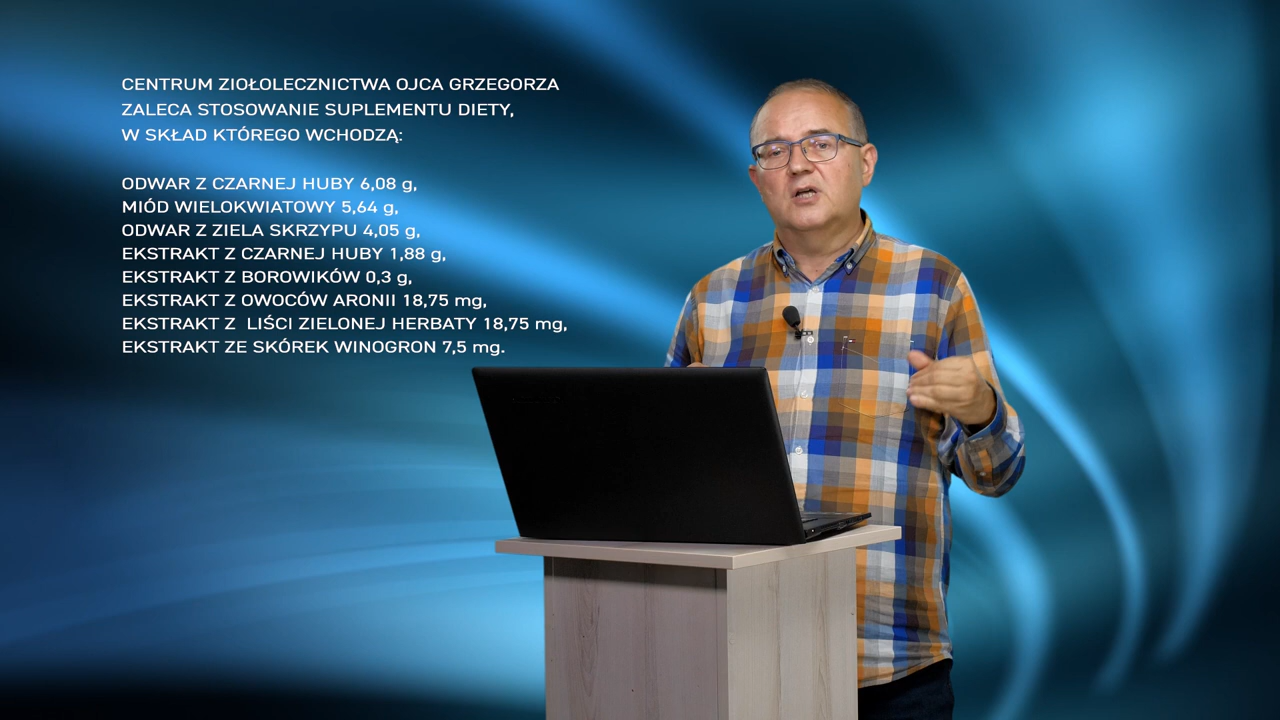 CENTRUM ZIOŁOLECZNICTWA OJCA GRZEGORZA
ZALECA STOSOWANIE SUPLEMENTU DIETY,
W SKŁAD KTÓREGO WCHODZĄ:
ODWAR Z CZARNEJ HUBY 6,08 g,
MIÓD WIELOKWIATOWY 5,64 g,
ODWAR Z ZIELA SKRZYPU 4,05 g,
EKSTRAKT Z CZARNEJ HUBY 1,88 g,
EKSTRAKT Z BOROWIKÓW 0,3 g,
EKSTRAKT Z OWOCÓW ARONII 18,75 mg,
EKSTRAKT Z LIŚCI ZIELONEJ HERBATY 18,75 mg,
EKSTRAKT ZE SKÓREK WINOGRON 7,5 mg.